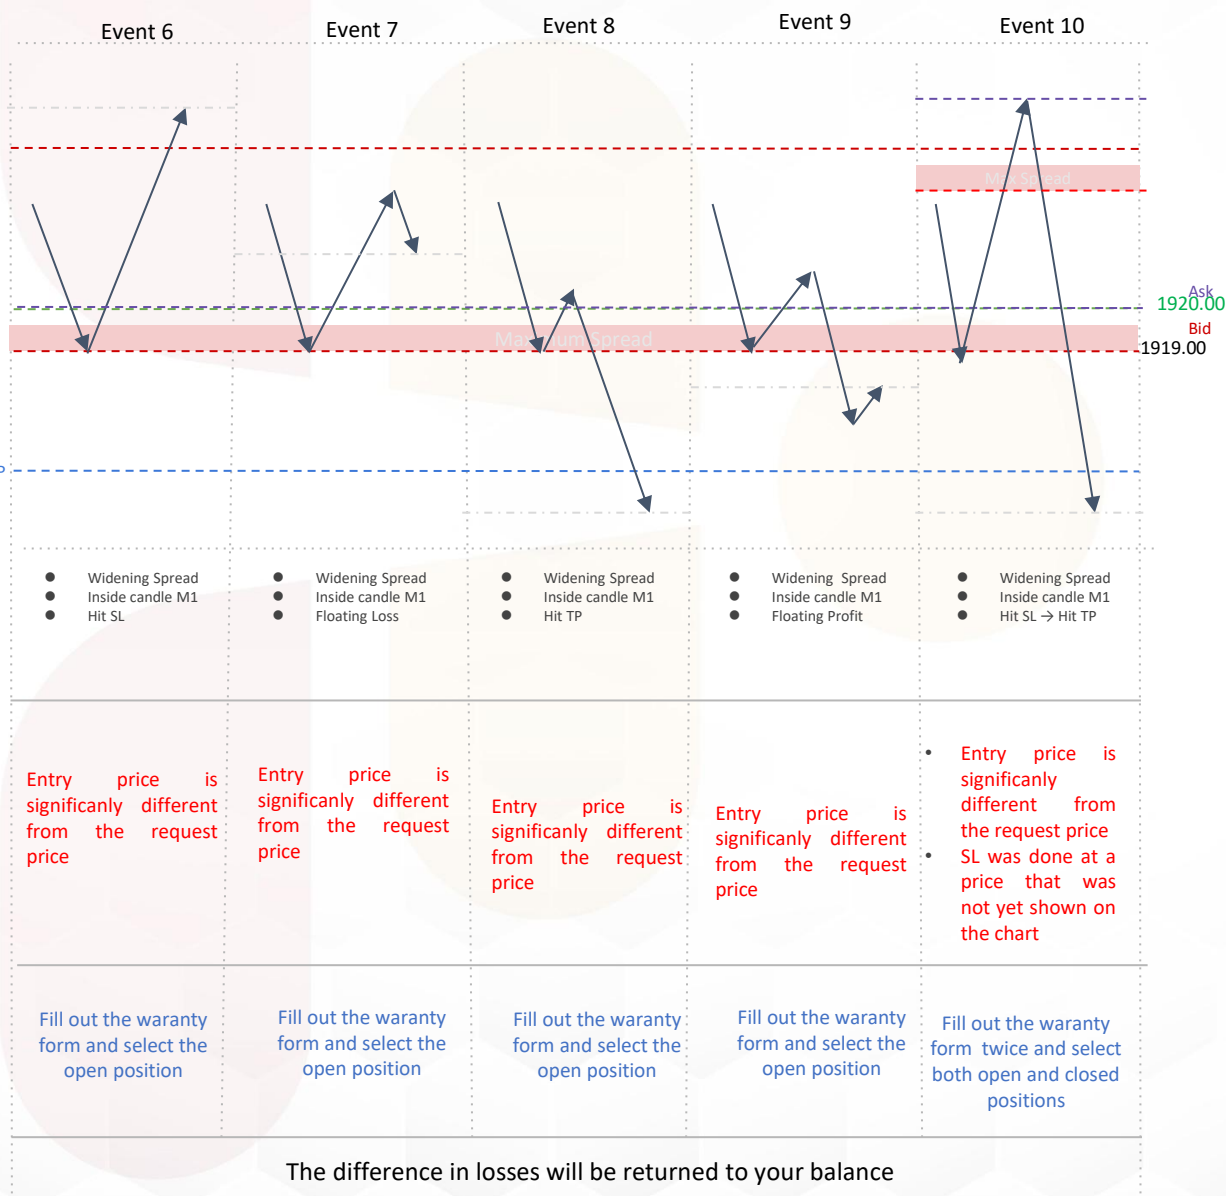 Event 6
Event 7
Event 8
Event 9
Event 10
Max Spread
Ask
1920.00
Bid
Maximum Spread
1919.00
P
● Widening Spread
● Inside candle M1
● Hit SL
● Widening Spread
● Inside candle M1
● Floating Loss
● Widening Spread
● Inside candle M1
● Hit TP
● Widening Spread
● Inside candle M1
● Floating Profit
● Widening Spread
● Inside candle M1
● Hit SL → Hit TP
Entry price is
significanly different
from the request
price
Entry price is
significanly different
from the request
price
Entry price is
significanly different
from the request
price
Entry price is
significanly different
from the request
price
• Entry price is
significanly
different from
the request price
• SL was done at a
price that was
not yet shown on
the chart
Fill out the waranty
form and select the
open position
Fill out the waranty
form and select the
open position
Fill out the waranty
form and select the
open position
Fill out the waranty
form and select the
open position
Fill out the waranty
form twice and select
both open and closed
positions
The difference in losses will be returned to your balance